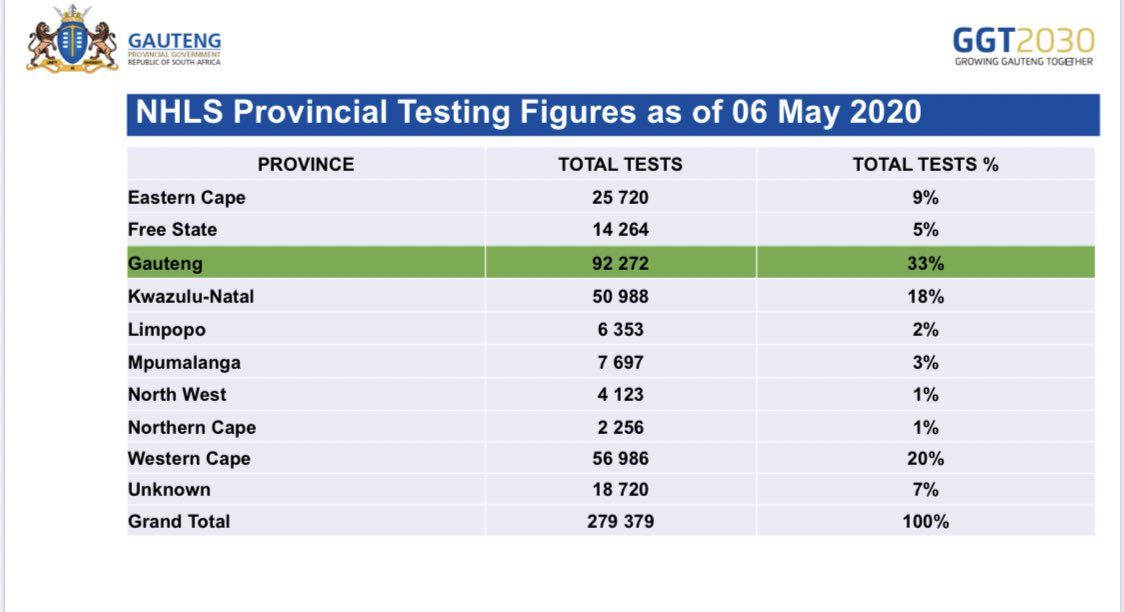 GAUTENG
PROVINCIAL GOVERNMENT
REPUBLIC OF SOUTH AFRICA
GGT2030
GROWING GAUTENG TOGETHER
NHLS Provincial Testing Figures as of 06 May 2020
PROVINCE TOTAL TESTS TOTAL TESTS %
Eastern Cape 25 720 9%
Free State 14 264 5%
Gauteng 92 272 33%
Kwazulu-Natal 50 988 18%
Limpopo 6 353 2%
Mpumalanga 7 697 3%
North West 4 123 1%
Northern Cape 2 256 1%
Western Cape 56 986 20%
Unknown 18 720 7%
Grand Total 279 379 100%